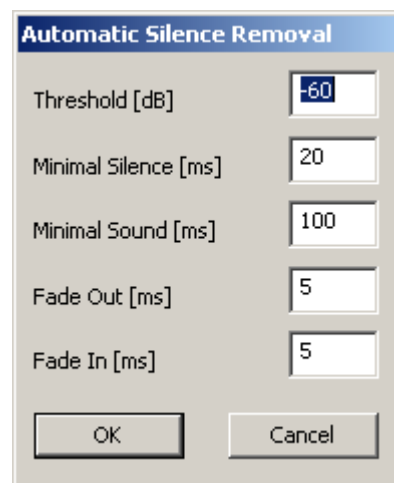 Automatic Silence Removal
Threshold [dB] -60
Minimal Silence [ms] 20
Minimal Sound [ms] 100
Fade Out [ms] 5
Fade In [ms] 5
OK Cancel